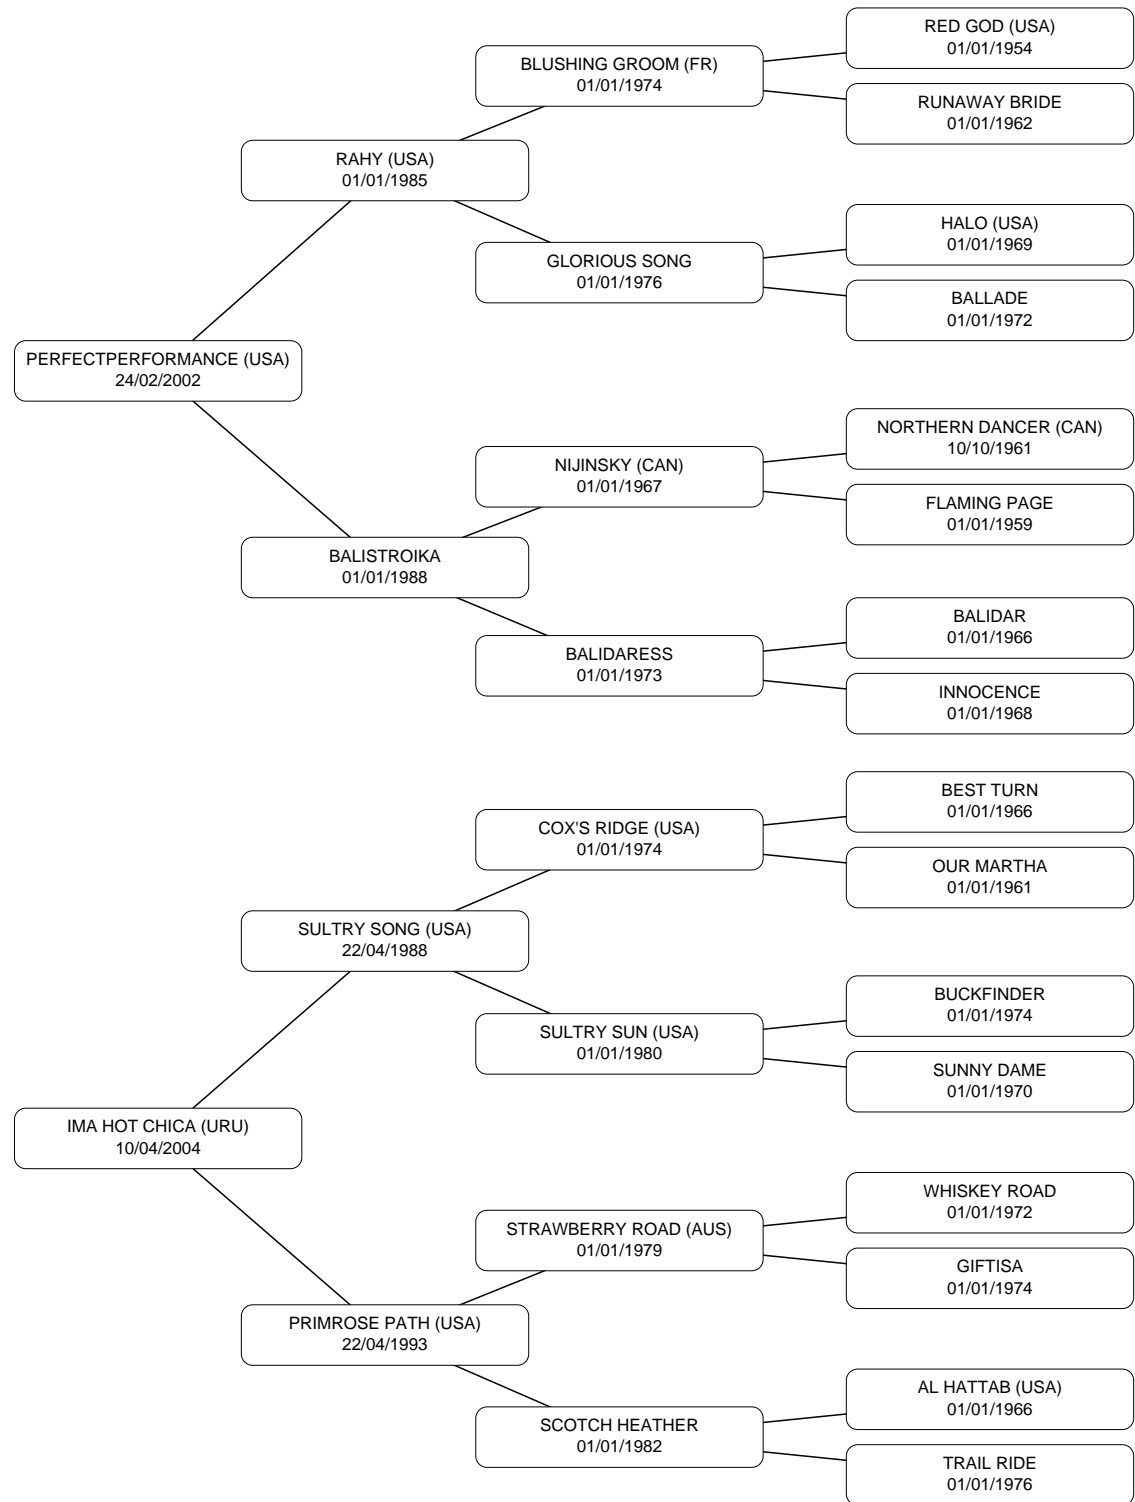 RED GOD (USA)
01/01/1954
BLUSHING GROOM (FR)
01/01/1974
RUNAWAY BRIDE
01/01/1962
RAHY (USA)
01/01/1985
HALO (USA)
01/01/1969
GLORIOUS SONG
01/01/1976
BALLADE
01/01/1972
PERFECTPERFORMANCE (USA)
24/02/2002
NORTHERN DANCER (CAN)
10/10/1961
NIJINSKY (CAN)
01/01/1967
FLAMING PAGE
01/01/1959
BALISTROIKA
01/01/1988
BALIDAR
01/01/1966
BALIDARESS
01/01/1973
INNOCENCE
01/01/1968
BEST TURN
01/01/1966
COX'S RIDGE (USA)
01/01/1974
OUR MARTHA
01/01/1961
SULTRY SONG (USA)
22/04/1988
BUCKFINDER
01/01/1974
SULTRY SUN (USA)
01/01/1980
SUNNY DAME
01/01/1970
IMA HOT CHICA (URU)
10/04/2004
WHISKEY ROAD
01/01/1972
STRAWBERRY ROAD (AUS)
01/01/1979
GIFTISA
01/01/1974
PRIMROSE PATH (USA)
22/04/1993
AL HATTAB (USA)
01/01/1966
SCOTCH HEATHER
01/01/1982
TRAIL RIDE
01/01/1976